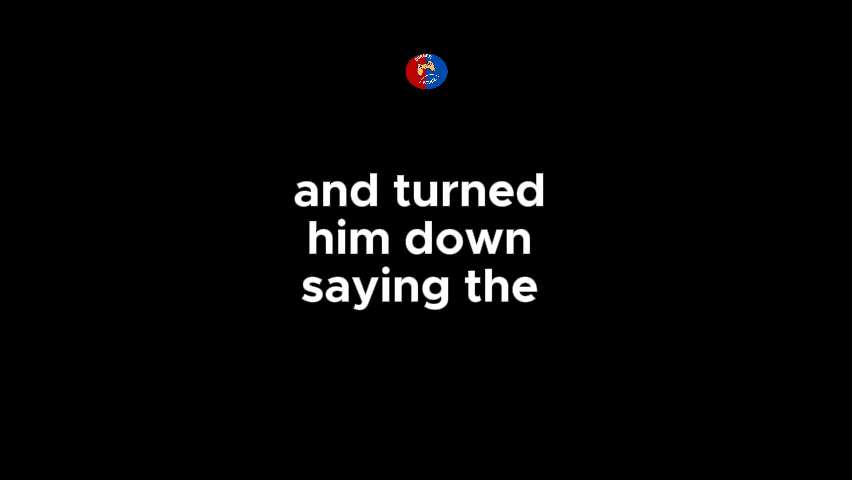 and turned
him down
saying the